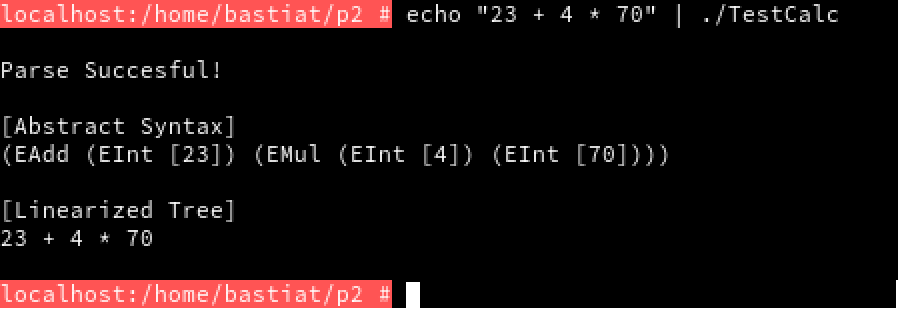 localhost:/home/bastiat/p2 # echo "23 + 4 * 70" | ./TestCalc
Parse Succesful!
[Abstract Syntax]
(EAdd (EInt [23]) (EMul (EInt [4]) (EInt [70])))
[Linearized Tree]
23 + 4 * 70
localhost:/home/bastiat/p2 #